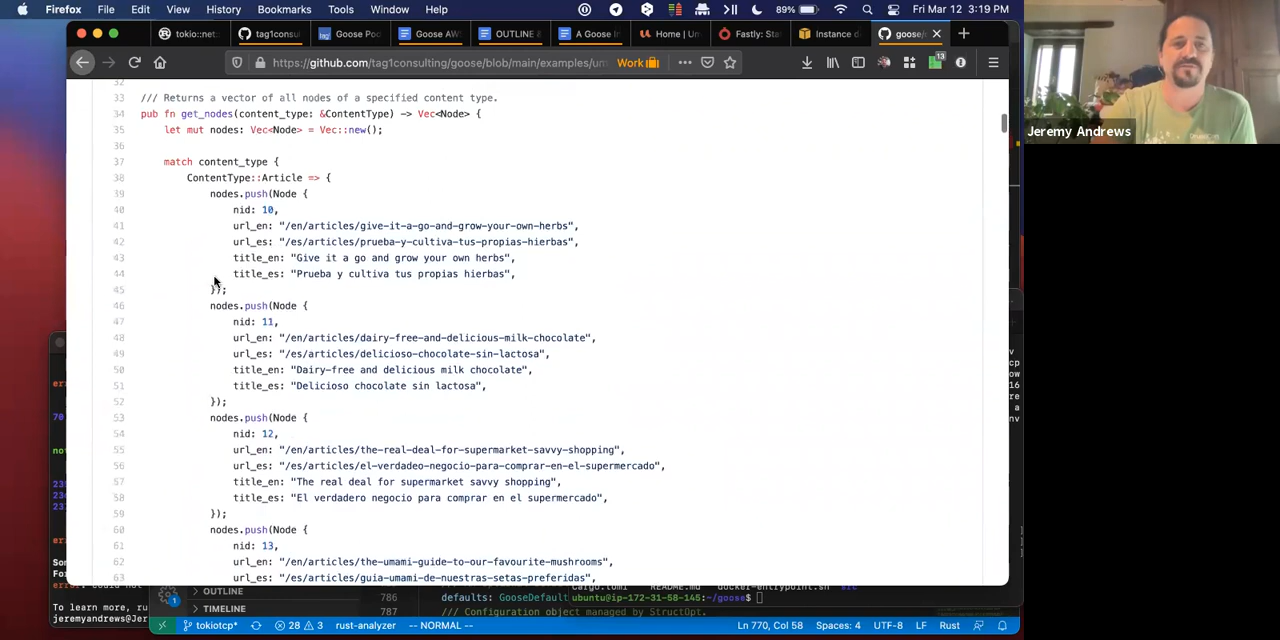 Firefox File Edit View History Bookmarks Tools Window Help 89% Fri Mar 12 3:19 PM
tokio::net: tag1consul Goose Poo Goose AW OUTLINE & A Goose in Home | Un Fastly: Sta Instance d goose/
https://github.com/tag1consulting/goose/blob/main/examples/um Work 13
32
33 /// Returns a vector of all nodes of a specified content type.
34 pub fn get_nodes(content_type: &ContentType) -> Vec<Node> {
35 let mut nodes: Vec<Node> = Vec::new();
36
37 match content_type {
38 ContentType::Article => {
39 nodes.push(Node {
40 nid: 10,
41 url_en: "/en/articles/give-it-a-go-and-grow-your-own-herbs",
42 url_es: "/es/articles/prueba-y-cultiva-tus-propias-hierbas",
43 title_en: "Give it a go and grow your own herbs",
44 title_es: "Prueba y cultiva tus propias hierbas",
45 });
46 nodes.push(Node {
47 nid: 11,
48 url_en: "/en/articles/dairy-free-and-delicious-milk-chocolate",
49 url_es: "/es/articles/delicioso-chocolate-sin-lactosa",
50 title_en: "Dairy-free and delicious milk chocolate",
51 title_es: "Delicioso chocolate sin lactosa",
52 });
53 nodes.push(Node {
54 nid: 12,
55 url_en: "/en/articles/the-real-deal-for-supermarket-savvy-shopping",
56 url_es: "/es/articles/el-verdadeo-negocio-para-comprar-en-el-supermercado",
57 title_en: "The real deal for supermarket savvy shopping",
58 title_es: "El verdadero negocio para comprar en el supermercado",
59 });
60 nodes.push(Node {
61 nid: 13,
62 url_en: "/en/articles/the-umami-guide-to-our-favourite-mushrooms",
63 url_es: "/es/articles/guia-umami-de-nuestras-setas-preferidas",
Jeremy Andrews
OUTLINE
TIMELINE
786 defaults: GooseDefault
787 /// Configuration object managed by StructOpt.
ubuntu@ip-172-31-58-145:~/goose$
To learn more, ru
jeremyandrews@Jer
tokiotcp* 28 3 rust-analyzer -- NORMAL -- Ln 770, Col 58 Spaces: 4 UTF-8 LF Rust